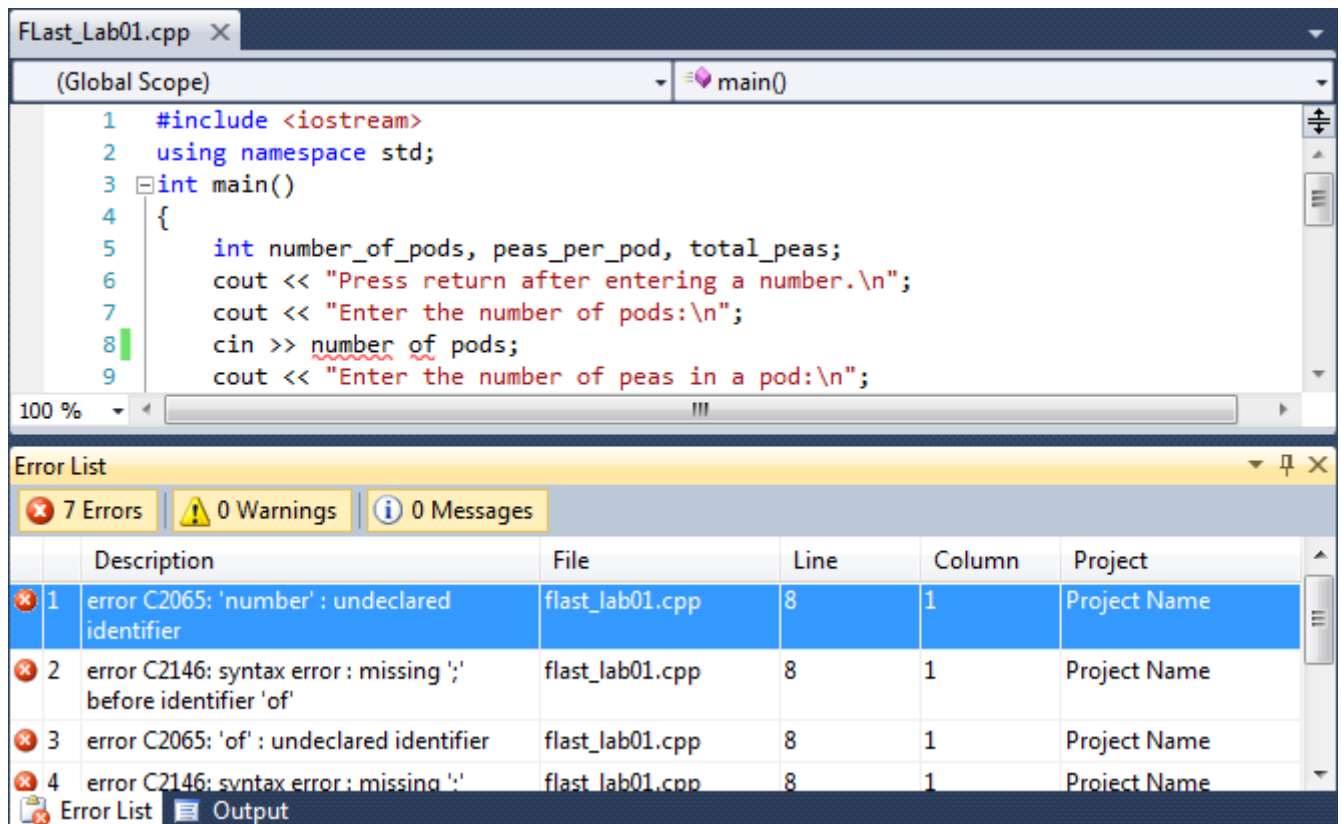 FLast_Lab01.cpp
(Global Scope) main()
1 #include <iostream>
2 using namespace std;
3 int main()
4 {
5 int number_of_pods, peas_per_pod, total_peas;
6 cout << "Press return after entering a number.\n";
7 cout << "Enter the number of pods:\n";
8 cin >> number of pods;
9 cout << "Enter the number of peas in a pod:\n";
100 %
Error List
7 Errors 0 Warnings 0 Messages
Description File Line Column Project
1 error C2065: 'number' : undeclared flast_lab01.cpp 8 1 Project Name
identifier
2 error C2146: syntax error : missing ';' flast_lab01.cpp 8 1 Project Name
before identifier 'of'
3 error C2065: 'of' : undeclared identifier flast_lab01.cpp 8 1 Project Name
4 error C2146: syntax error : missing ';' flast_lab01.cpp 8 1 Project Name
Error List Output